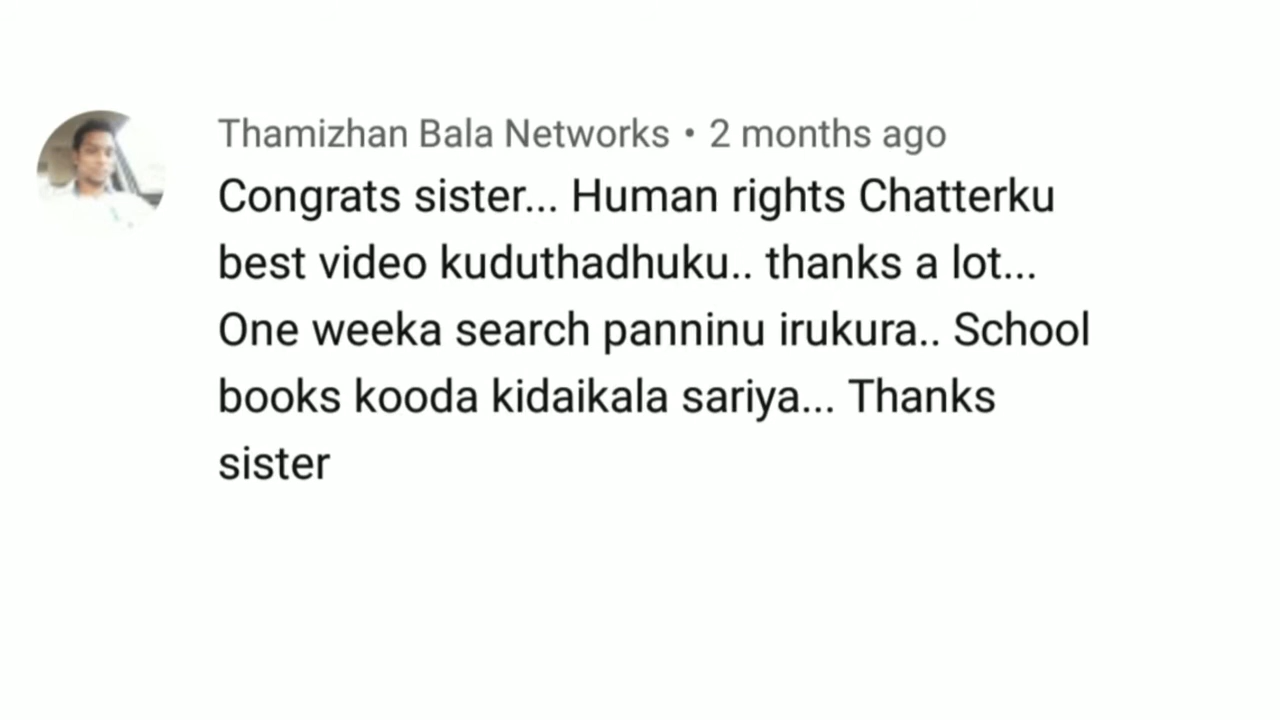 Thamizhan Bala Networks • 2 months ago
Congrats sister... Human rights Chatterku
best video kuduthadhuku.. thanks a lot...
One weeka search panninu irukura.. School
books kooda kidaikala sariya... Thanks
sister